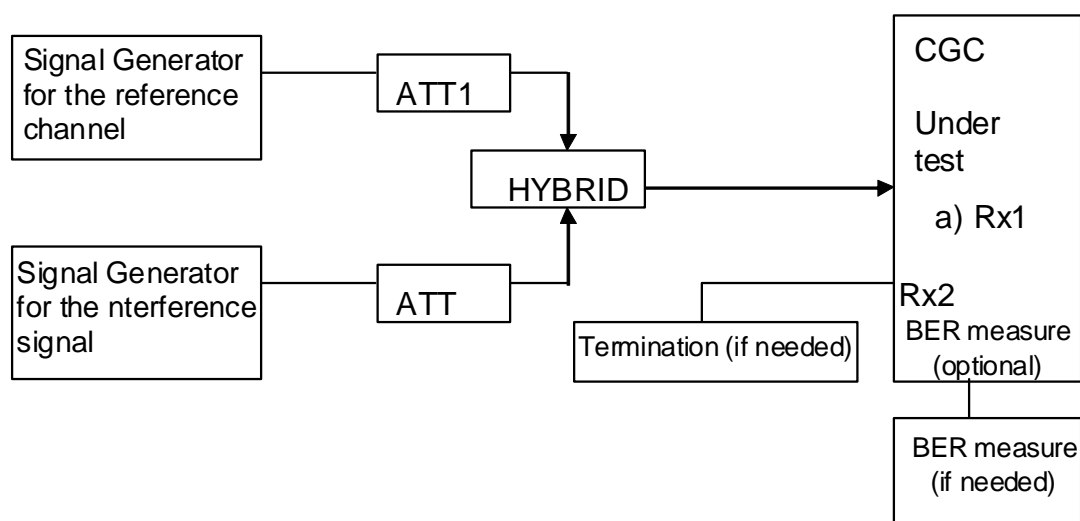 Signal Generator
for the reference
channel
ATT1
HYBRID
Signal Generator
for the nterference
signal
ATT
Termination (if needed)
CGC
Under
test
a) Rx1
Rx2
BER measure
(optional)
BER measure
(if needed)